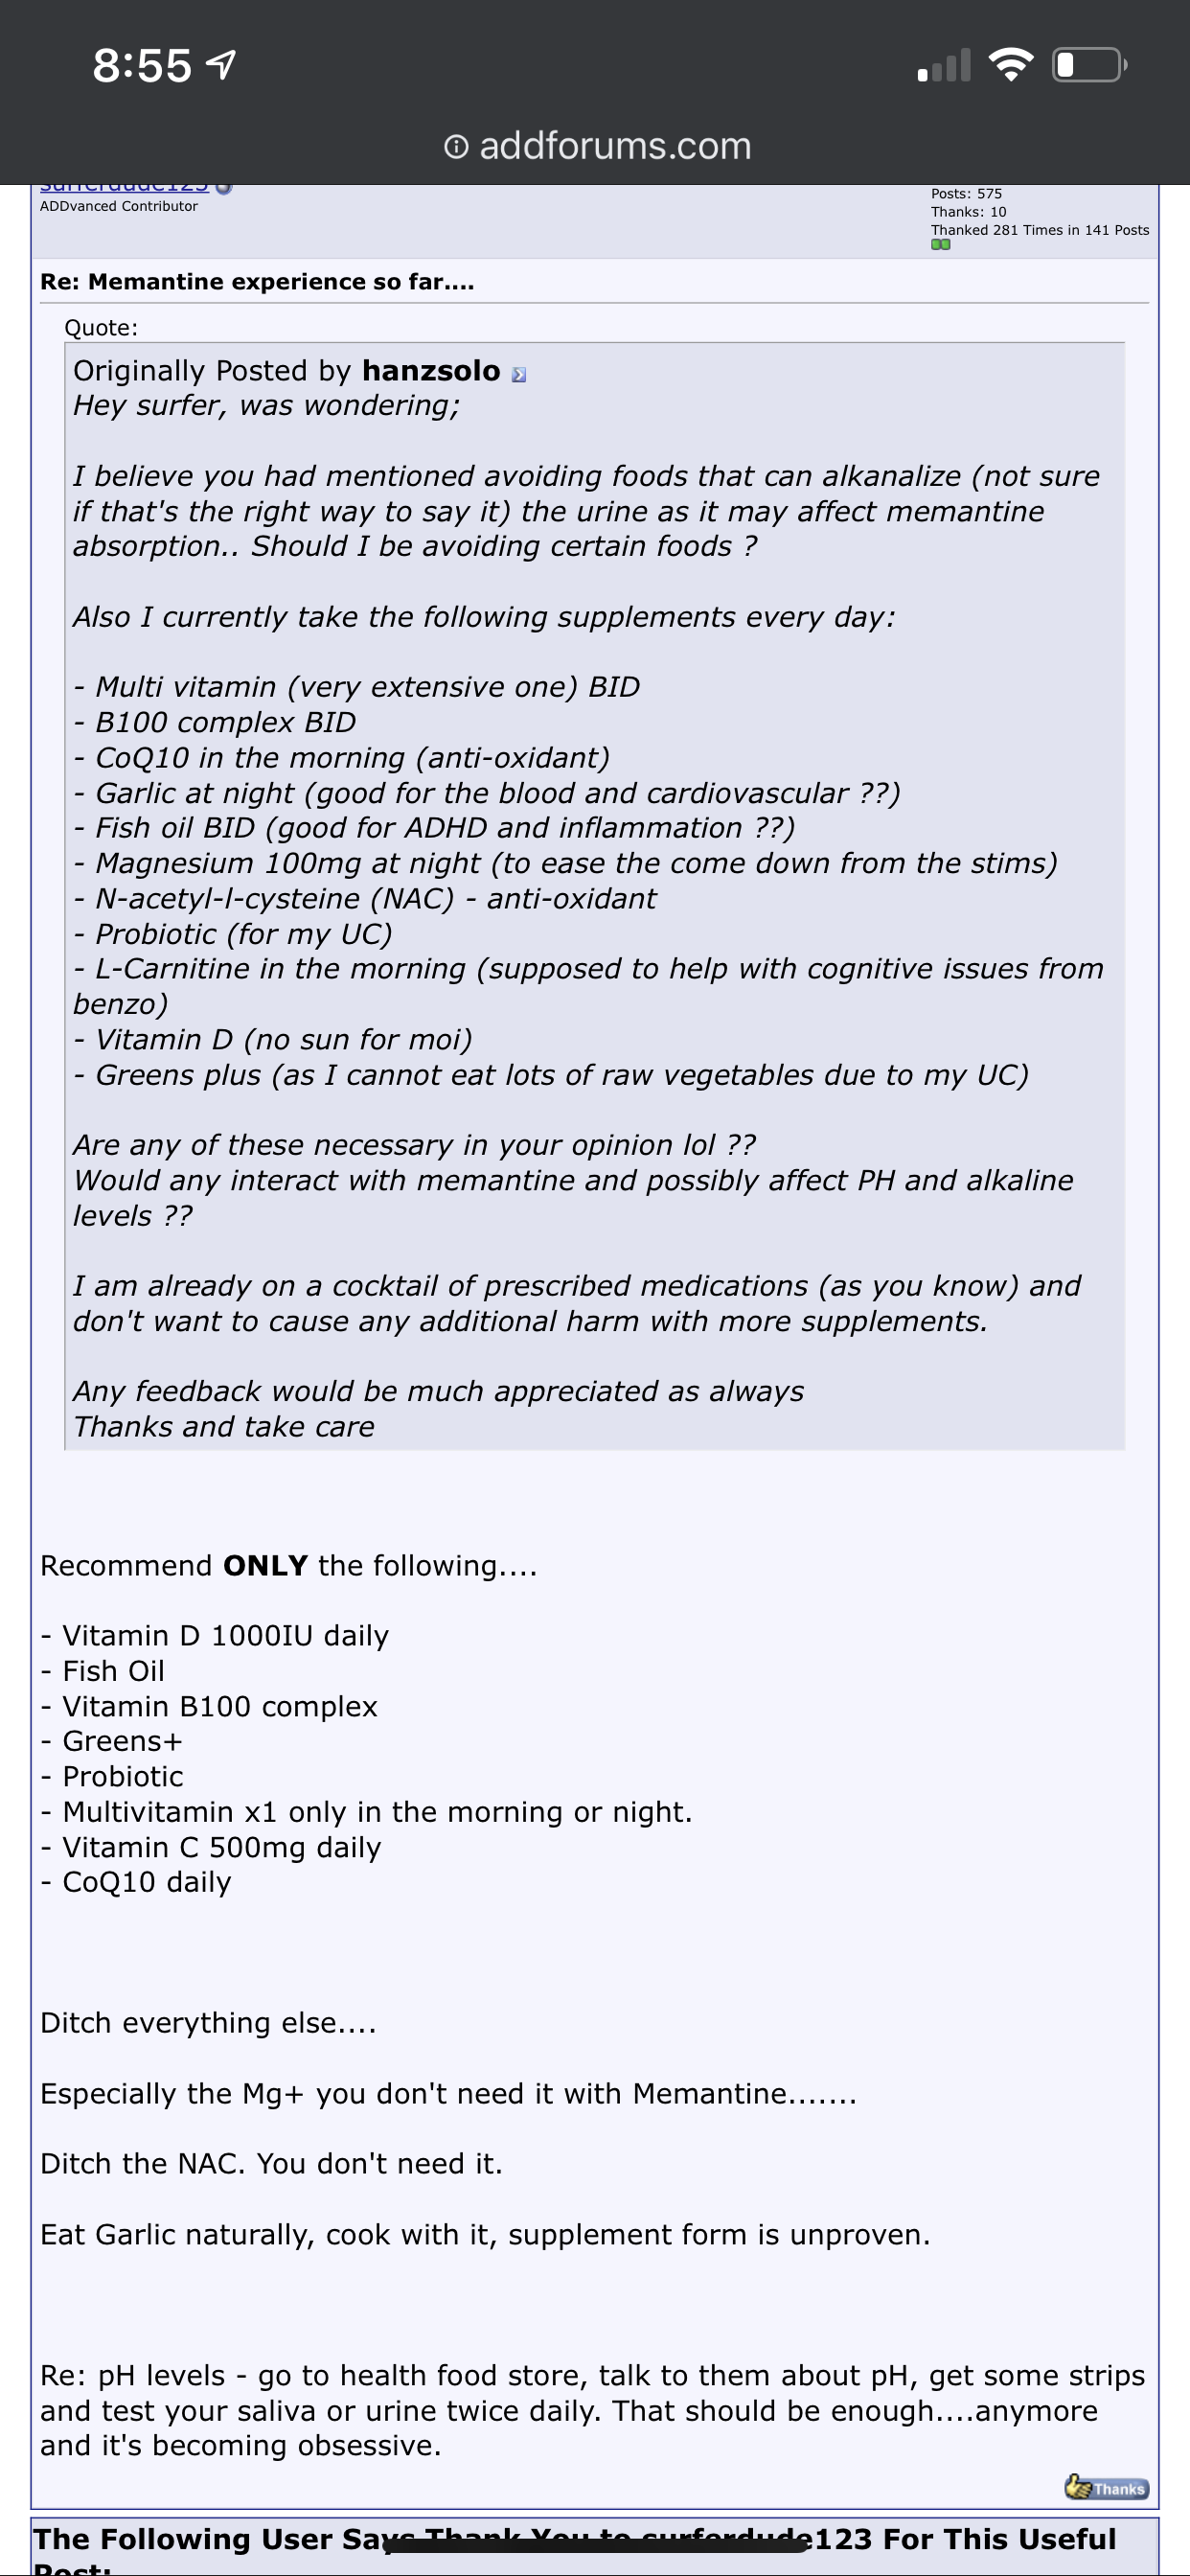 8:55
addforums.com
surferdude123
ADDvanced Contributor
Posts: 575
Thanks: 10
Thanked 281 Times in 141 Posts
Re: Memantine experience so far....
Quote:
Originally Posted by hanzsolo
Hey surfer, was wondering;
I believe you had mentioned avoiding foods that can alkanalize (not sure
if that's the right way to say it) the urine as it may affect memantine
absorption.. Should I be avoiding certain foods ?
Also I currently take the following supplements every day:
- Multi vitamin (very extensive one) BID
- B100 complex BID
- CoQ10 in the morning (anti-oxidant)
- Garlic at night (good for the blood and cardiovascular ??)
- Fish oil BID (good for ADHD and inflammation ??)
- Magnesium 100mg at night (to ease the come down from the stims)
- N-acetyl-l-cysteine (NAC) - anti-oxidant
- Probiotic (for my UC)
- L-Carnitine in the morning (supposed to help with cognitive issues from
benzo)
- Vitamin D (no sun for moi)
- Greens plus (as I cannot eat lots of raw vegetables due to my UC)
Are any of these necessary in your opinion lol ??
Would any interact with memantine and possibly affect PH and alkaline
levels ??
I am already on a cocktail of prescribed medications (as you know) and
don't want to cause any additional harm with more supplements.
Any feedback would be much appreciated as always
Thanks and take care
Recommend ONLY the following....
- Vitamin D 1000IU daily
- Fish Oil
- Vitamin B100 complex
- Greens+
- Probiotic
- Multivitamin x1 only in the morning or night.
- Vitamin C 500mg daily
- CoQ10 daily
Ditch everything else....
Especially the Mg+ you don't need it with Memantine.......
Ditch the NAC. You don't need it.
Eat Garlic naturally, cook with it, supplement form is unproven.
Re: pH levels - go to health food store, talk to them about pH, get some strips
and test your saliva or urine twice daily. That should be enough....anymore
and it's becoming obsessive.
Thanks
The Following User Says Thank You to surferdude123 For This Useful
Post: